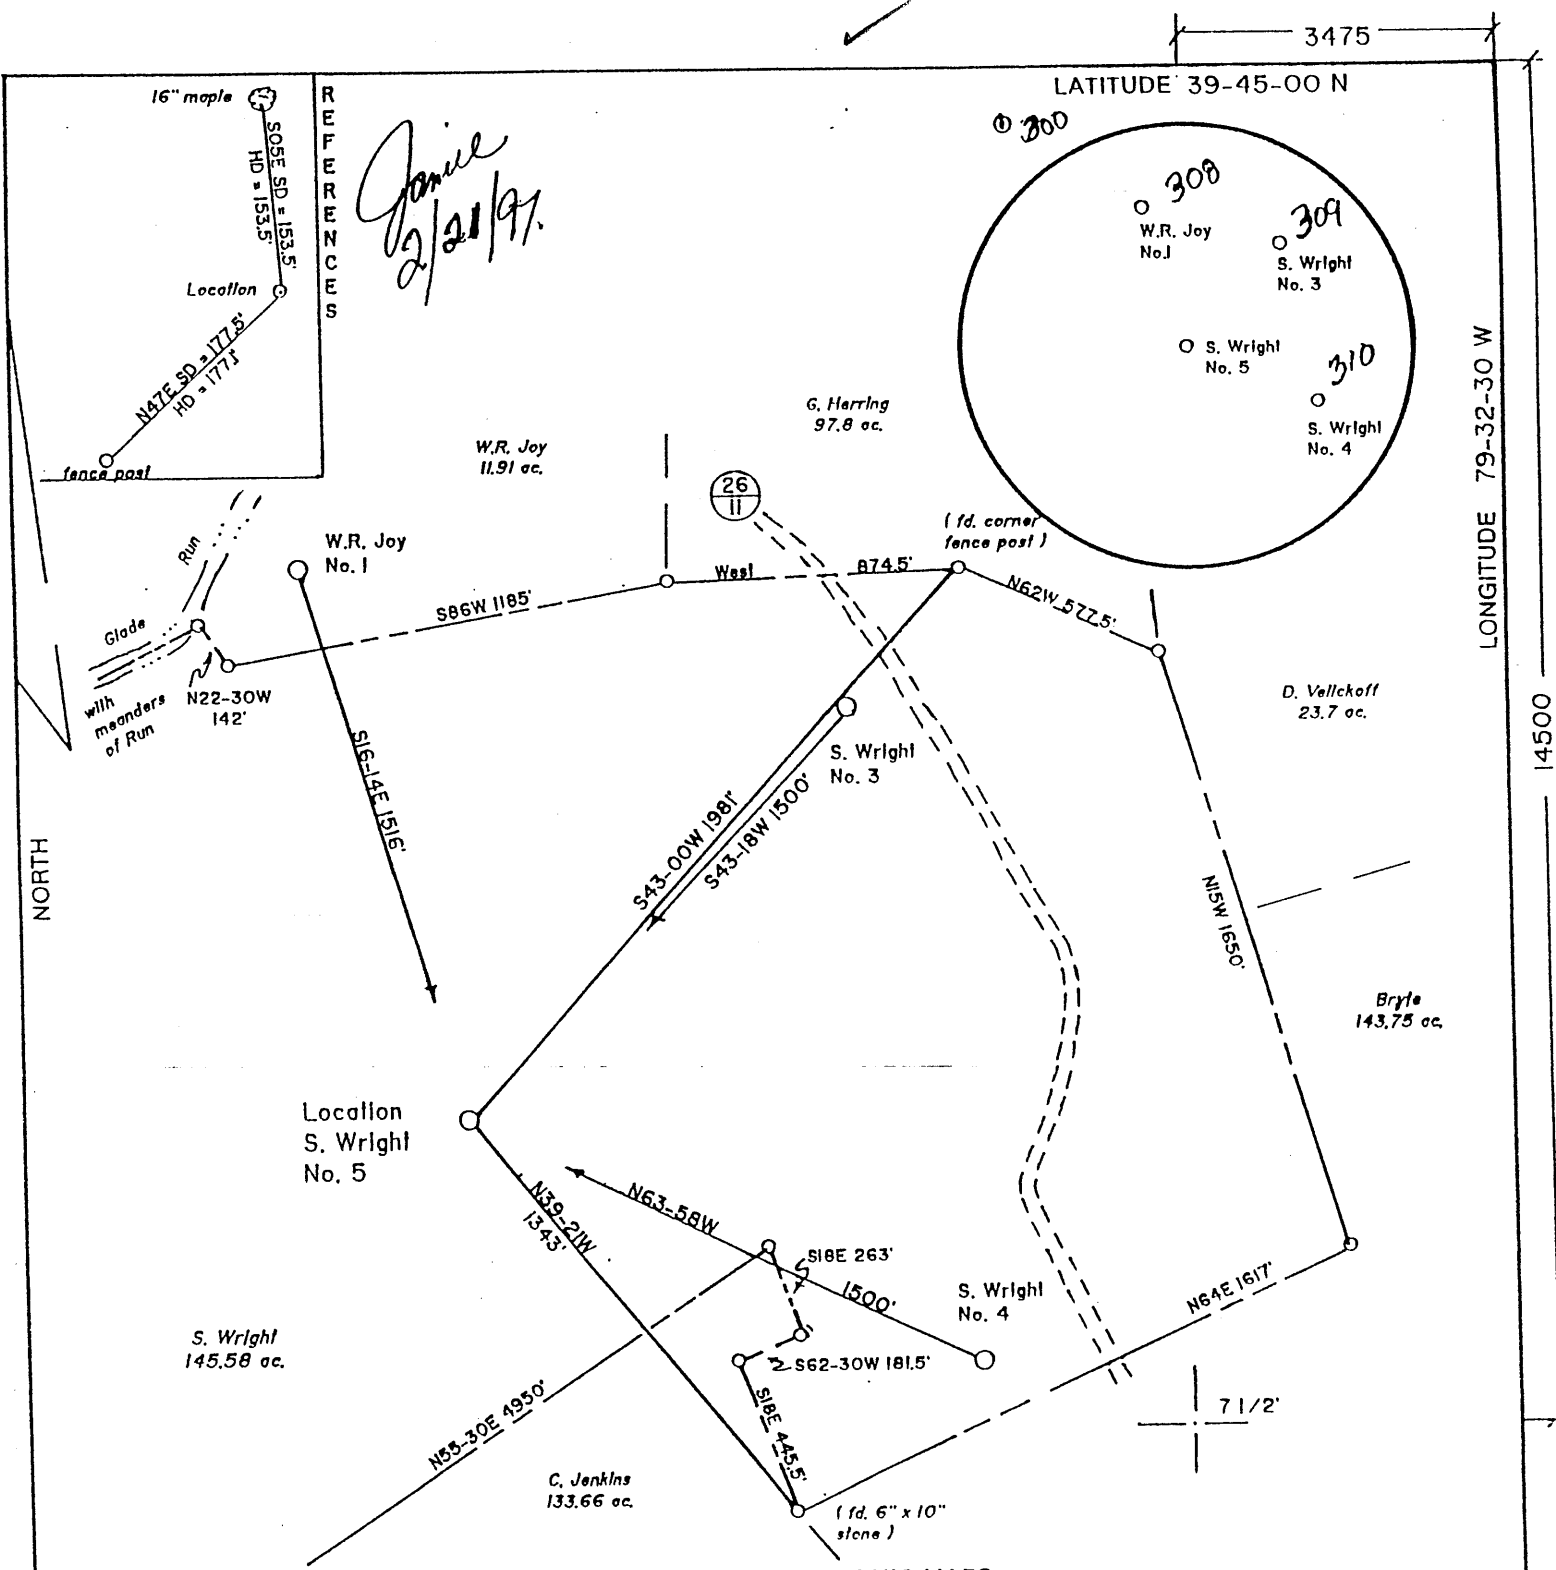 3475
LATITUDE 39-45-00 N
16" maple
S05E SD = 153.5'
HD = 153.5'
REFERENCES
Location
N47E SD = 177.5'
HD = 177.1'
fence post
Janice
2/21/97.
300
308
W.R. Joy
No.1
309
S. Wright
No. 3
S. Wright
No. 5
310
S. Wright
No. 4
LONGITUDE 79-32-30 W
14500
G. Herring
97.8 ac.
W.R. Joy
11.91 ac.
26
11
( fd. corner
fence post )
Run
W.R. Joy
No. 1
West 874.5'
N62W 577.5'
S86W 1185'
Glade
with
meanders
of Run
N22-30W
142'
D. Velickoff
23.7 ac.
S. Wright
No. 3
S16-14E 1516'
S43-00W 1981'
S43-18W 1500'
NORTH
N15W 1650'
Bryte
143.75 ac.
Location
S. Wright
No. 5
N39-21W
1343'
N63-58W 1500'
S18E 263'
S. Wright
No. 4
N64E 1617'
S. Wright
145.58 ac.
S62-30W 181.5'
S18E 445.5'
7 1/2'
N55-30E 4950'
C. Jenkins
133.66 ac.
( fd. 6" x 10"
stone )